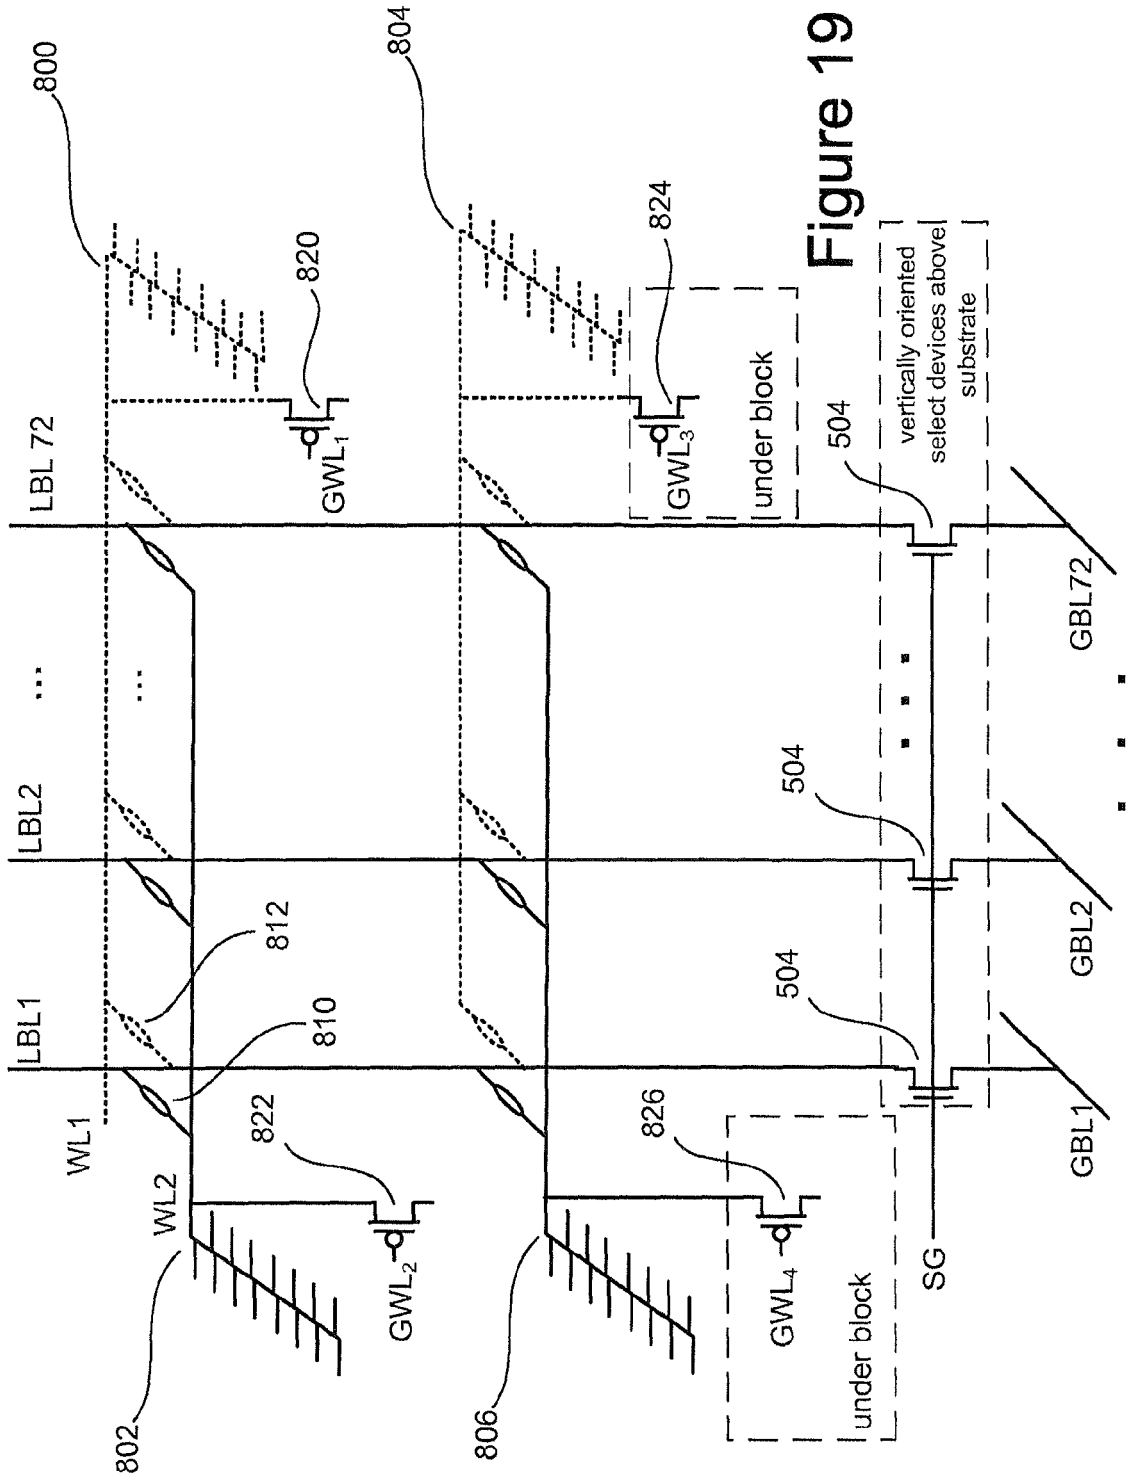 800
804
LBL 72
...
LBL2
LBL1
...
WL1
WL2
812
810
820
GWL1
822
GWL2
802
824
GWL3
under block
826
GWL4
under block
806
Figure 19
vertically oriented
select devices above
substrate
504
504
504
SG
GBL72
GBL2
GBL1